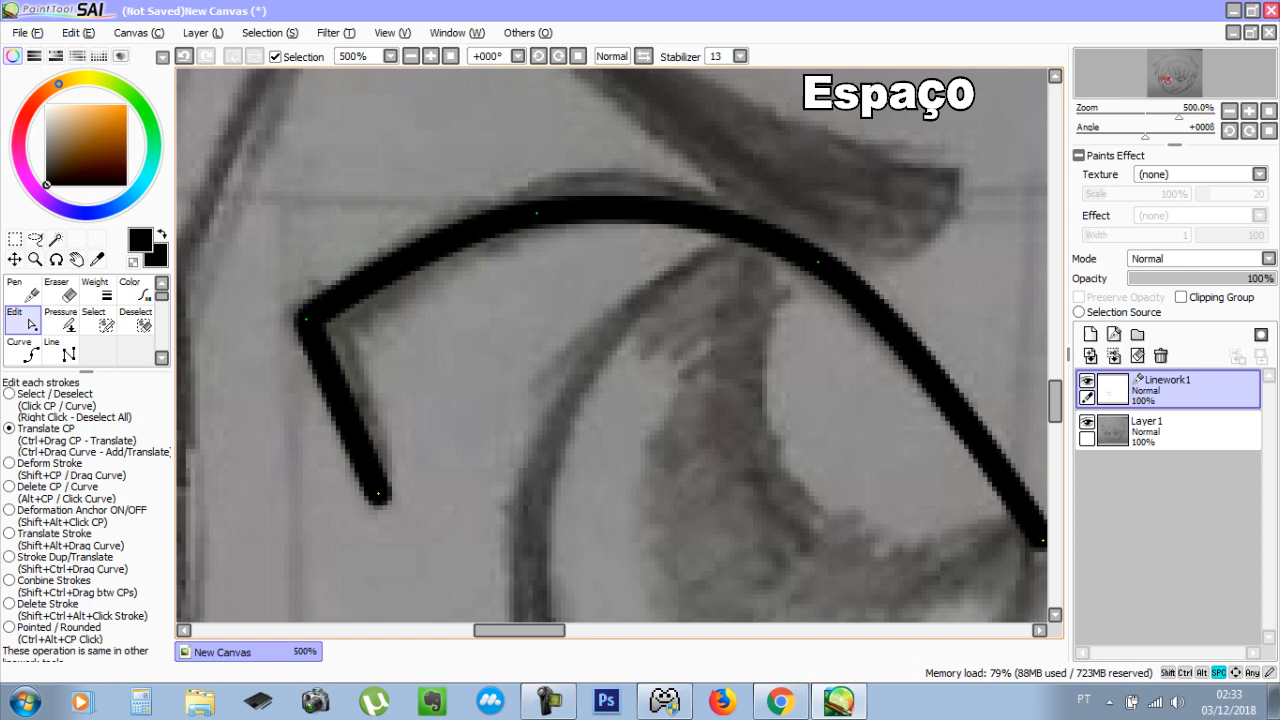 PaintTool SAI (Not Saved)New Canvas (*)
File (F) Edit (E) Canvas (C) Layer (L) Selection (S) Filter (T) View (V) Window (W) Others (O)
Selection 500% +000° Normal Stabilizer 13
Espaço
Zoom 500.0%
Angle +000ß
Paints Effect
Texture (none)
Scale 100% 20
Effect (none)
Width 1 100
Mode Normal
Opacity 100%
Preserve Opacity Clipping Group
Selection Source
Pen Eraser Weight Color
Edit Pressure Select Deselect
Curve Line
Linework1
Normal
100%
Layer1
Normal
100%
Edit each strokes
Select / Deselect
(Click CP / Curve)
(Right Click - Deselect All)
Translate CP
(Ctrl+Drag CP - Translate)
(Ctrl+Drag Curve - Add/Translate)
Deform Stroke
(Shift+CP / Drag Curve)
Delete CP / Curve
(Alt+CP / Click Curve)
Deformation Anchor ON/OFF
(Shift+Alt+Click CP)
Translate Stroke
(Shift+Alt+Drag Curve)
Stroke Dup/Translate
(Shift+Ctrl+Drag Curve)
Combine Strokes
(Shift+Ctrl+Drag btw CPs)
Delete Stroke
(Shift+Ctrl+Alt+Click Stroke)
Pointed / Rounded
(Ctrl+Alt+CP Click)
These operation is same in other
New Canvas 500%
Memory load: 79% (88MB used / 723MB reserved) Shift Ctrl Alt SPC Any
Ps PT 02:33
03/12/2018